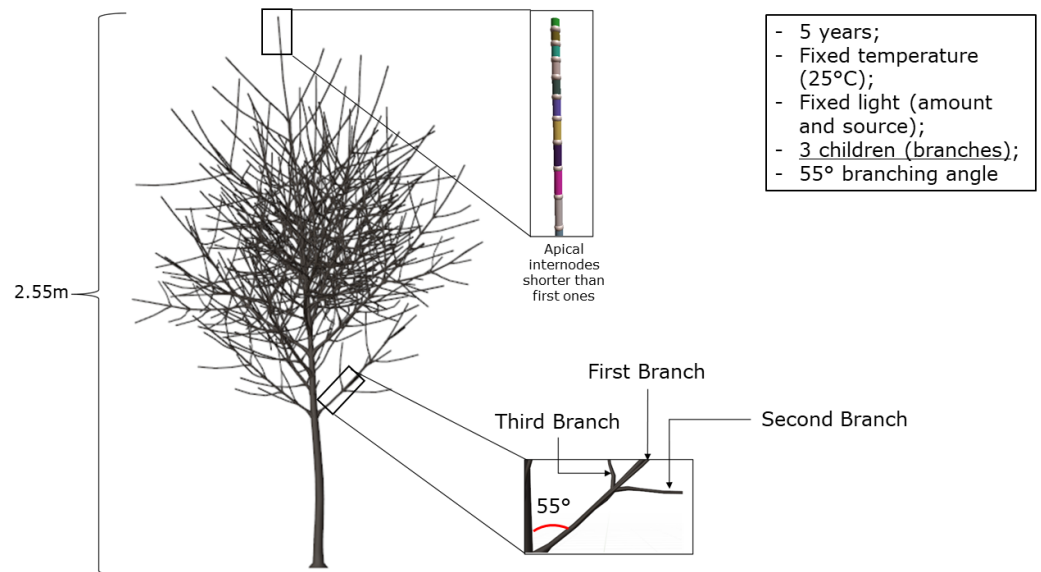 - 5 years;
- Fixed temperature
(25°C);
- Fixed light (amount
and source);
- 3 children (branches);
- 55° branching angle
Apical
internodes
shorter than
first ones
2.55m
First Branch
Third Branch
Second Branch
55°